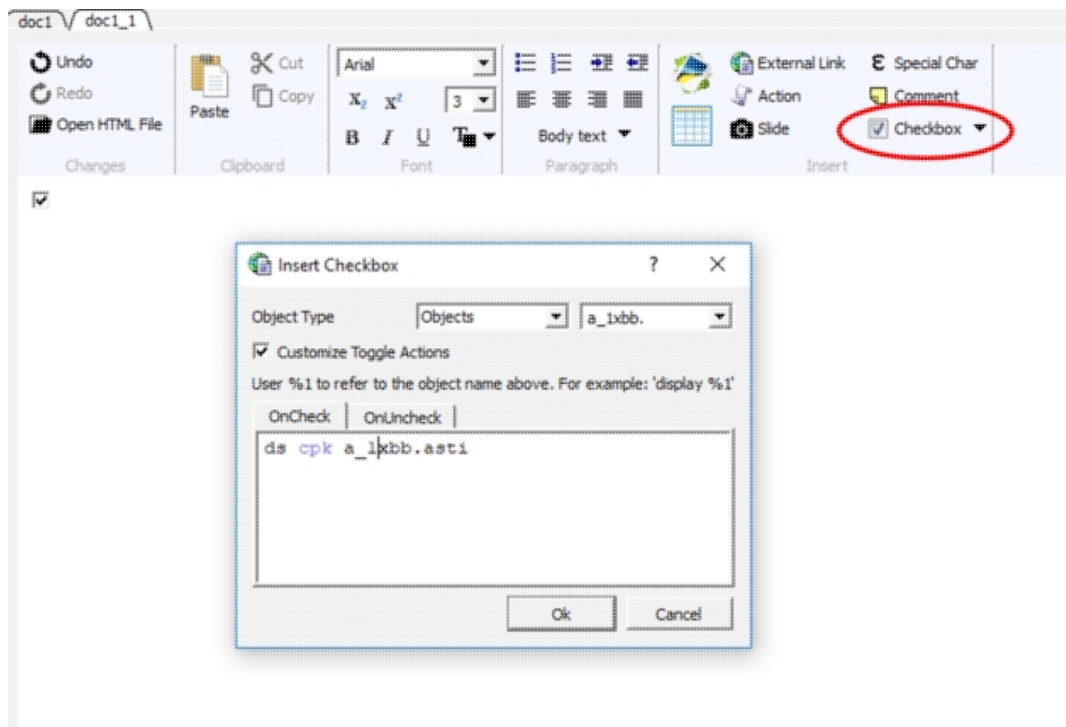 doc1 doc1_1
Undo
Redo
Open HTML File
Changes
Paste
Cut
Copy
Clipboard
Arial
X₂ X² 3
B I U T
Font
Body text
Paragraph
External Link
Action
Slide
Ɛ Special Char
Comment
Checkbox
Insert
Insert Checkbox ?
Object Type Objects a_1xbb.
Customize Toggle Actions
User %1 to refer to the object name above. For example: 'display %1'
OnCheck OnUncheck
ds cpk a_1xbb.asti
Ok Cancel